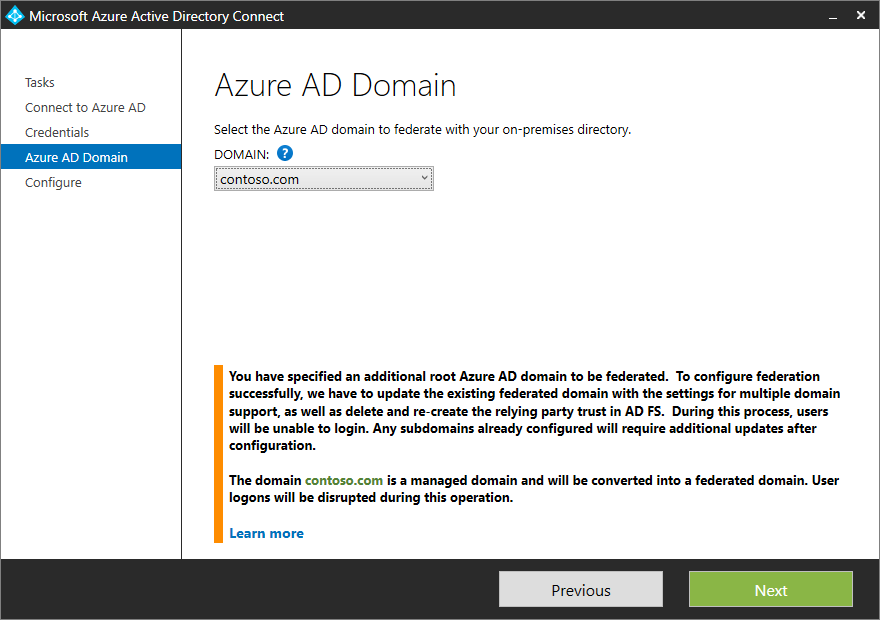 Microsoft Azure Active Directory Connect
Tasks
Connect to Azure AD
Credentials
Azure AD Domain
Configure
Azure AD Domain
Select the Azure AD domain to federate with your on-premises directory.
DOMAIN: ?
contoso.com
You have specified an additional root Azure AD domain to be federated.  To configure federation
successfully, we have to update the existing federated domain with the settings for multiple domain
support, as well as delete and re-create the relying party trust in AD FS.  During this process, users
will be unable to login. Any subdomains already configured will require additional updates after
configuration.
The domain contoso.com is a managed domain and will be converted into a federated domain. User
logons will be disrupted during this operation.
Learn more
Previous
Next